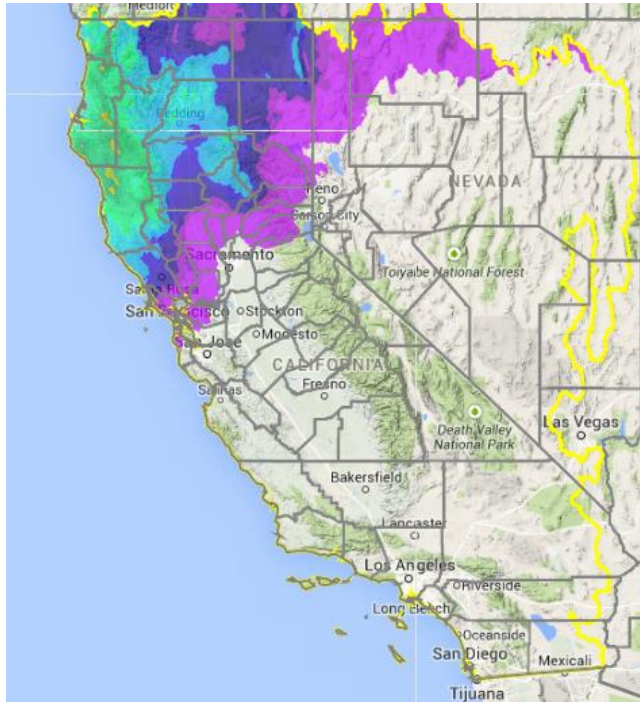 Medford
Redding
Reno
NEVADA
Carson City
Sacramento
Toiyabe National Forest
Santa Rosa
San Francisco
Stockton
Modesto
San Jose
CALIFORNIA
Salinas
Fresno
Las Vegas
Death Valley
National Park
Bakersfield
Lancaster
Los Angeles
Riverside
Long Beach
Oceanside
San Diego
Mexicali
Tijuana